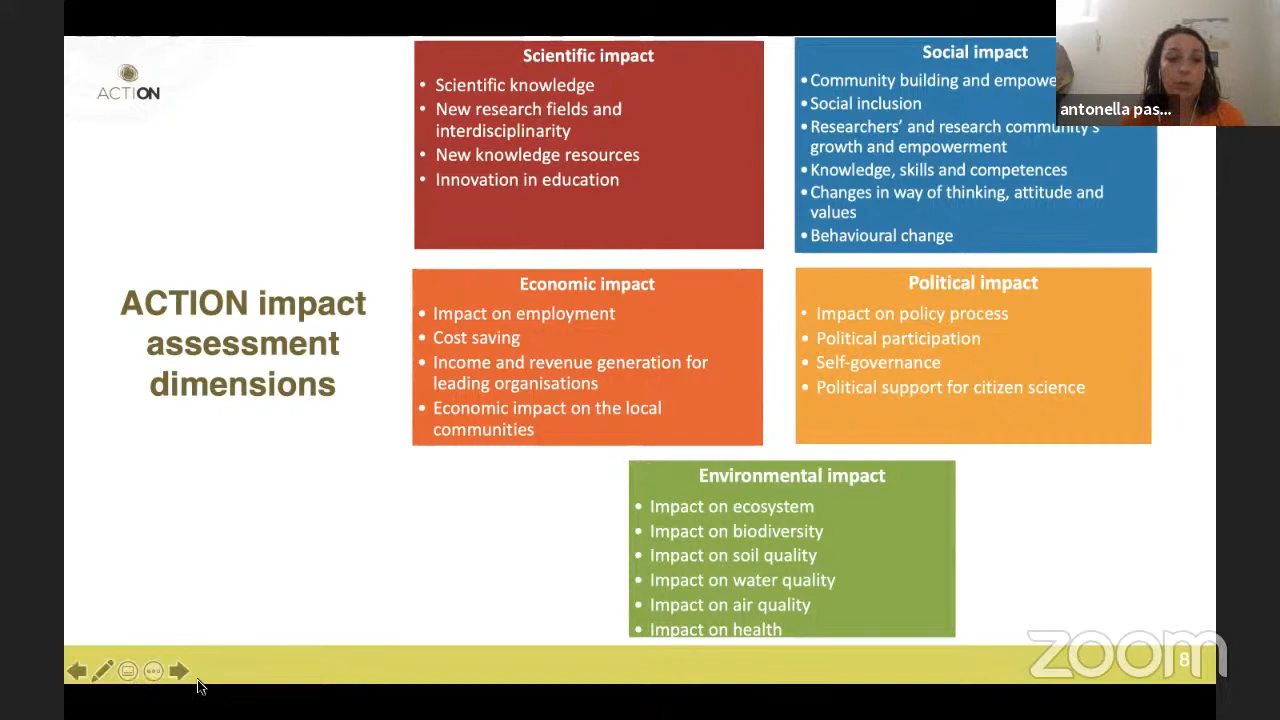 ACTION
ACTION impact
assessment
dimensions
Scientific impact
• Scientific knowledge
• New research fields and
interdisciplinarity
• New knowledge resources
• Innovation in education
Social impact
• Community building and empowe
• Social inclusion
• Researchers' and research community's
growth and empowerment
• Knowledge, skills and competences
• Changes in way of thinking, attitude and
values
• Behavioural change
antonella pas...
Economic impact
• Impact on employment
• Cost saving
• Income and revenue generation for
leading organisations
• Economic impact on the local
communities
Political impact
• Impact on policy process
• Political participation
• Self-governance
• Political support for citizen science
Environmental impact
• Impact on ecosystem
• Impact on biodiversity
• Impact on soil quality
• Impact on water quality
• Impact on air quality
• Impact on health
zoom
8